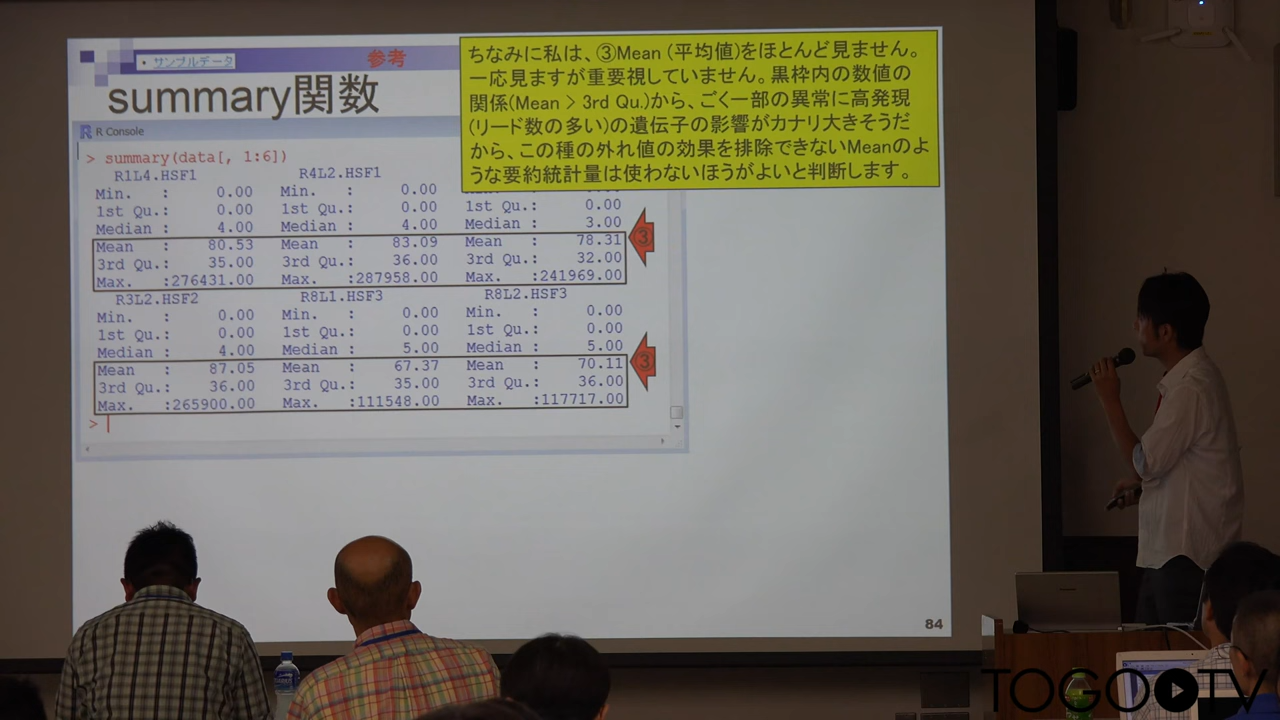 • サンプルデータ
参考
summary関数
ちなみに私は、③Mean (平均値)をほとんど見ません。
一応見ますが重要視していません。黒枠内の数値の
関係(Mean > 3rd Qu.)から、ごく一部の異常に高発現
(リード数の多い)の遺伝子の影響がカナリ大きそうだ
から、この種の外れ値の効果を排除できないMeanのよ
うな要約統計量は使わないほうがよいと判断します。
R Console
> summary(data[, 1:6])
R1L4.HSF1 R4L2.HSF1
Min. : 0.00 Min. : 0.00 0.00
1st Qu.: 0.00 1st Qu.: 0.00 1st Qu.: 0.00
Median : 4.00 Median : 4.00 Median : 3.00
Mean : 80.53 Mean : 83.09 Mean : 78.31
③
3rd Qu.: 35.00 3rd Qu.: 36.00 3rd Qu.: 32.00
Max. :276431.00 Max. :287958.00 Max. :241969.00
R3L2.HSF2 R8L1.HSF3 R8L2.HSF3
Min. : 0.00 Min. : 0.00 Min. : 0.00
1st Qu.: 0.00 1st Qu.: 0.00 1st Qu.: 0.00
Median : 4.00 Median : 5.00 Median : 5.00
Mean : 87.05 Mean : 67.37 Mean : 70.11
③
3rd Qu.: 36.00 3rd Qu.: 35.00 3rd Qu.: 36.00
Max. :265900.00 Max. :111548.00 Max. :117717.00
>
84
TOGO TV